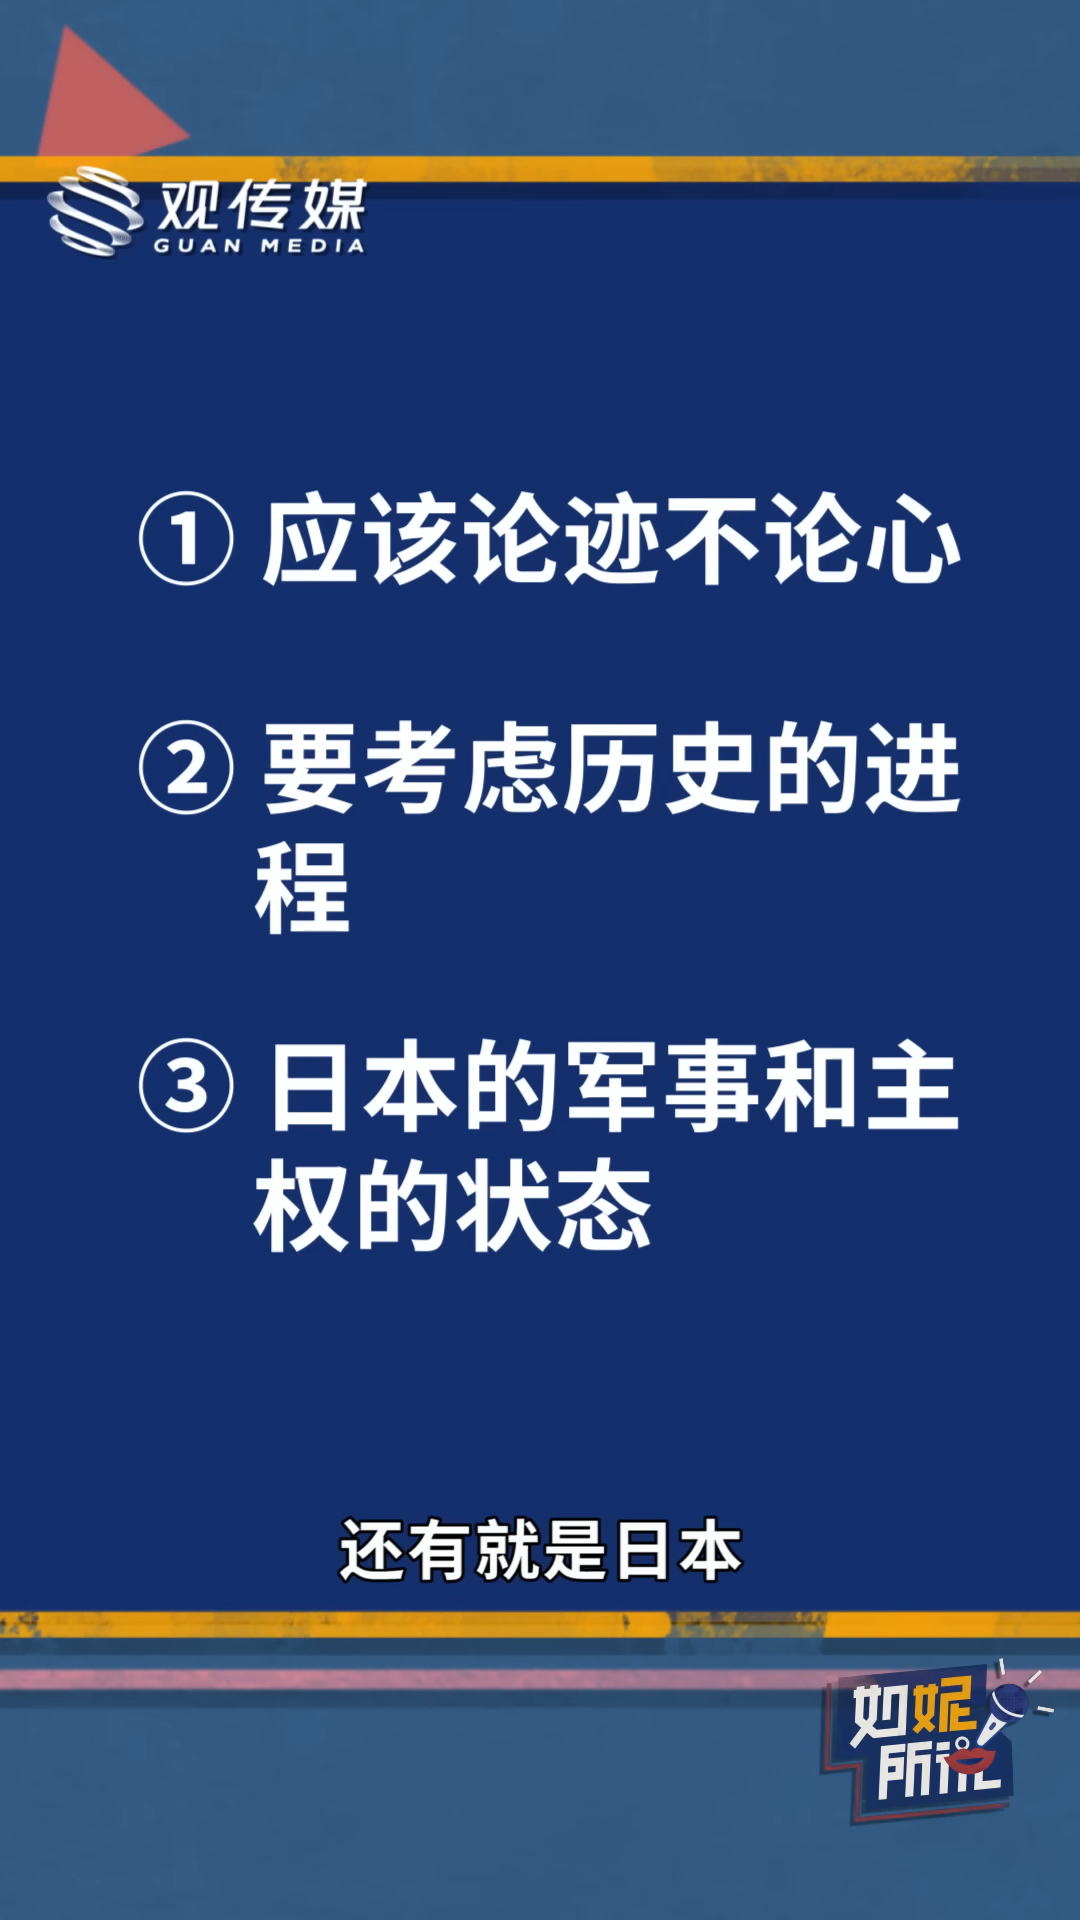 观传媒
GUAN MEDIA
① 应该论迹不论心
② 要考虑历史的进
程
③ 日本的军事和主
权的状态
还有就是日本
如妮
所讹